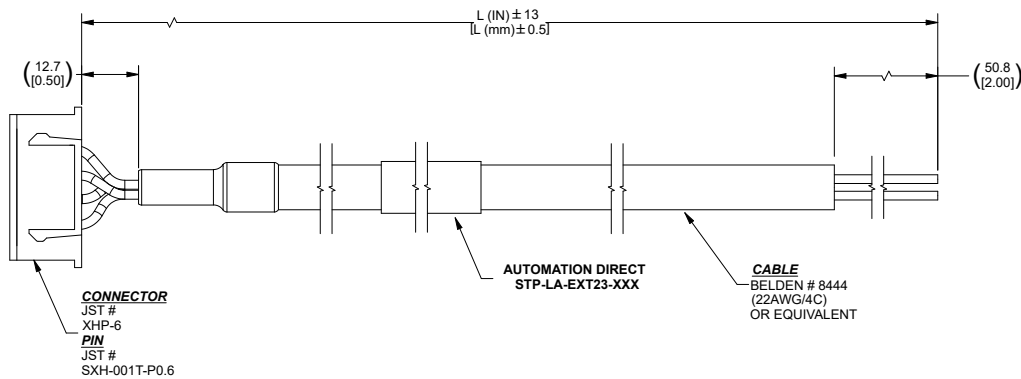 L (IN) ± 13
[L (mm) ± 0.5]
(12.7
[0.50])
(50.8
[2.00])
AUTOMATION DIRECT
STP-LA-EXT23-XXX
CABLE
BELDEN # 8444
(22AWG/4C)
OR EQUIVALENT
CONNECTOR
JST #
XHP-6
PIN
JST #
SXH-001T-P0.6